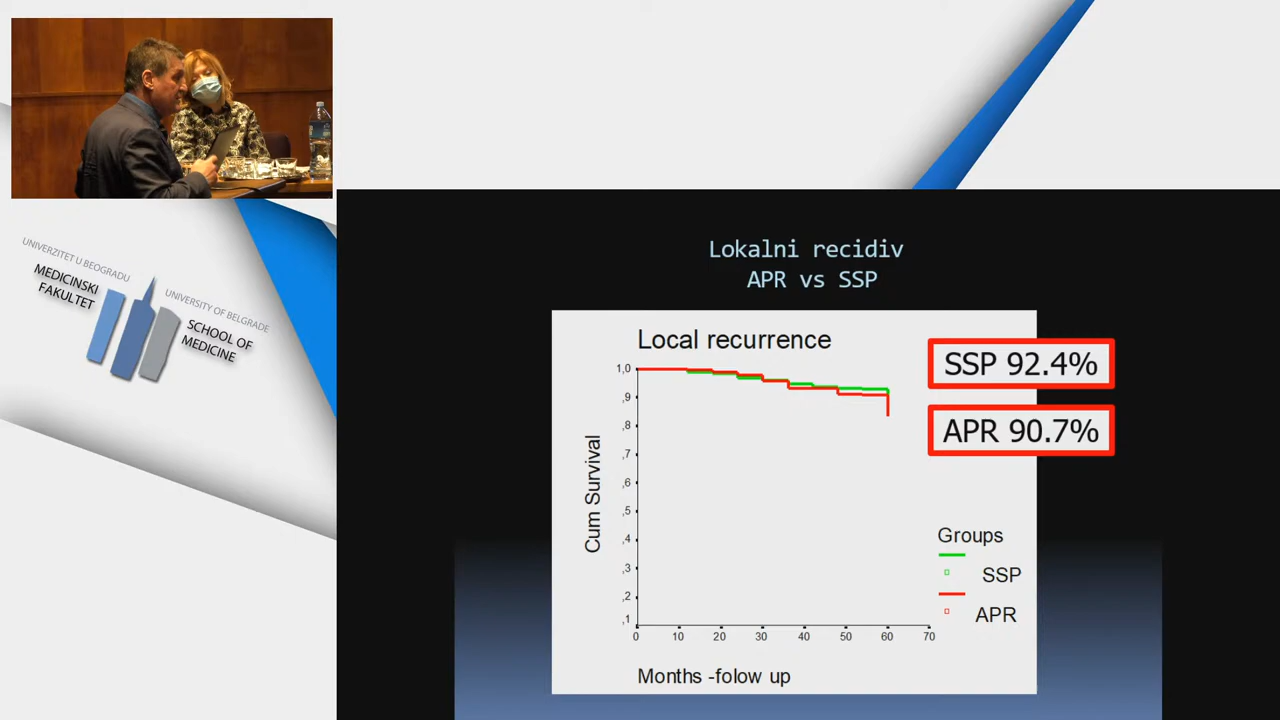 UNIVERZITET U BEOGRADU
MEDICINSKI
FAKULTET
UNIVERSITY OF BELGRADE
SCHOOL OF
MEDICINE
Lokalni recidiv
APR vs SSP
Local recurrence
SSP 92.4%
APR 90.7%
1,0
,9
,8
,7
,6
,5
,4
,3
,2
,1
Cum Survival
0 10 20 30 40 50 60 70
Months -folow up
Groups
SSP
APR